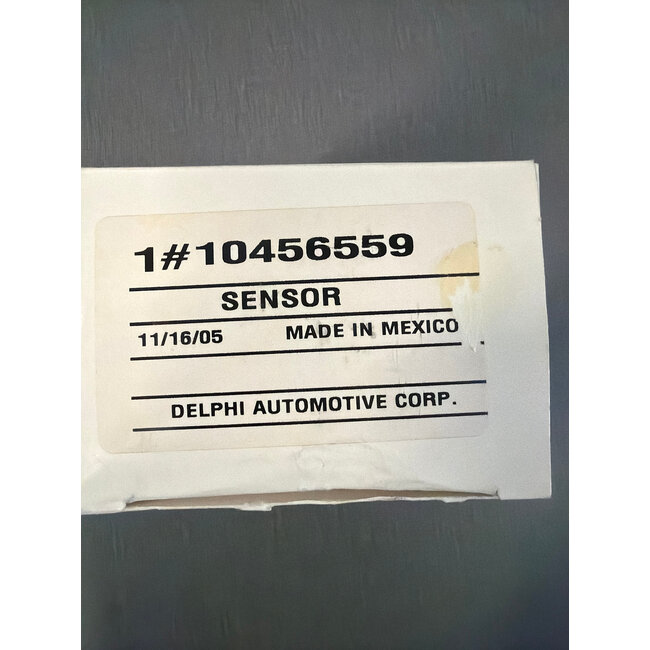 1#10456559
SENSOR
11/16/05 MADE IN MEXICO
DELPHI AUTOMOTIVE CORP.